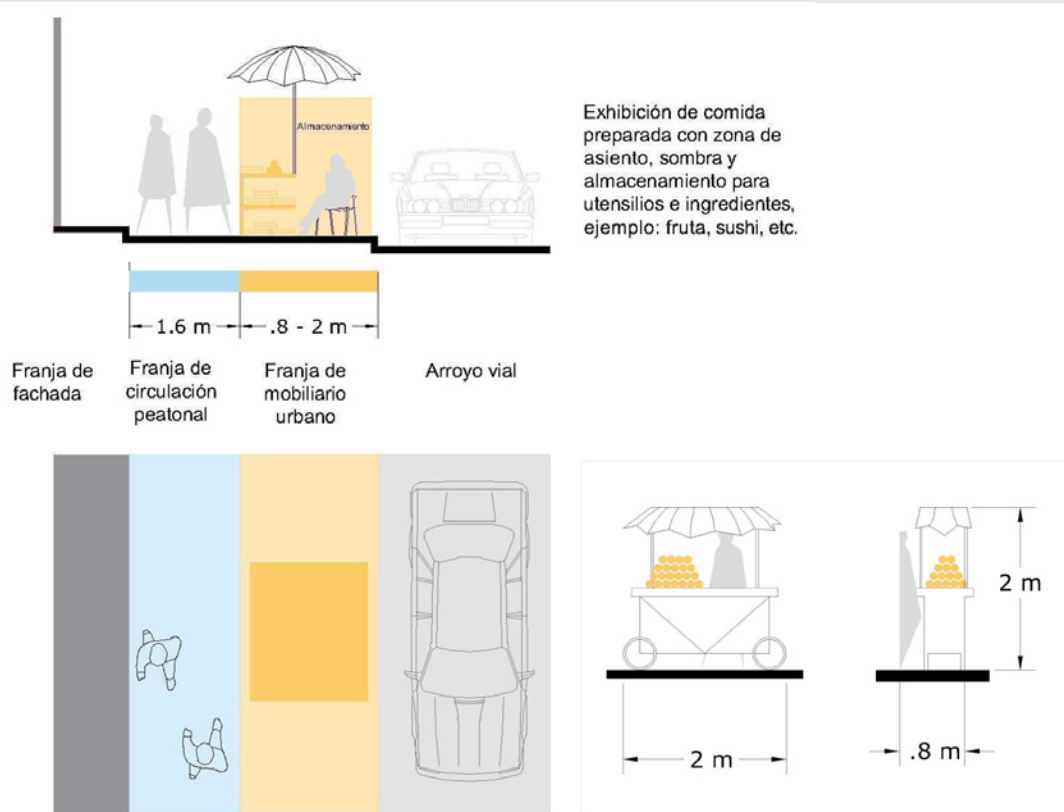 Almacenamiento
Exhibición de comida
preparada con zona de
asiento, sombra y
almacenamiento para
utensilios e ingredientes,
ejemplo: fruta, sushi, etc.
1.6 m
.8 - 2 m
Franja de
fachada
Franja de
circulación
peatonal
Franja de
mobiliario
urbano
Arroyo vial
2 m
2 m
.8 m